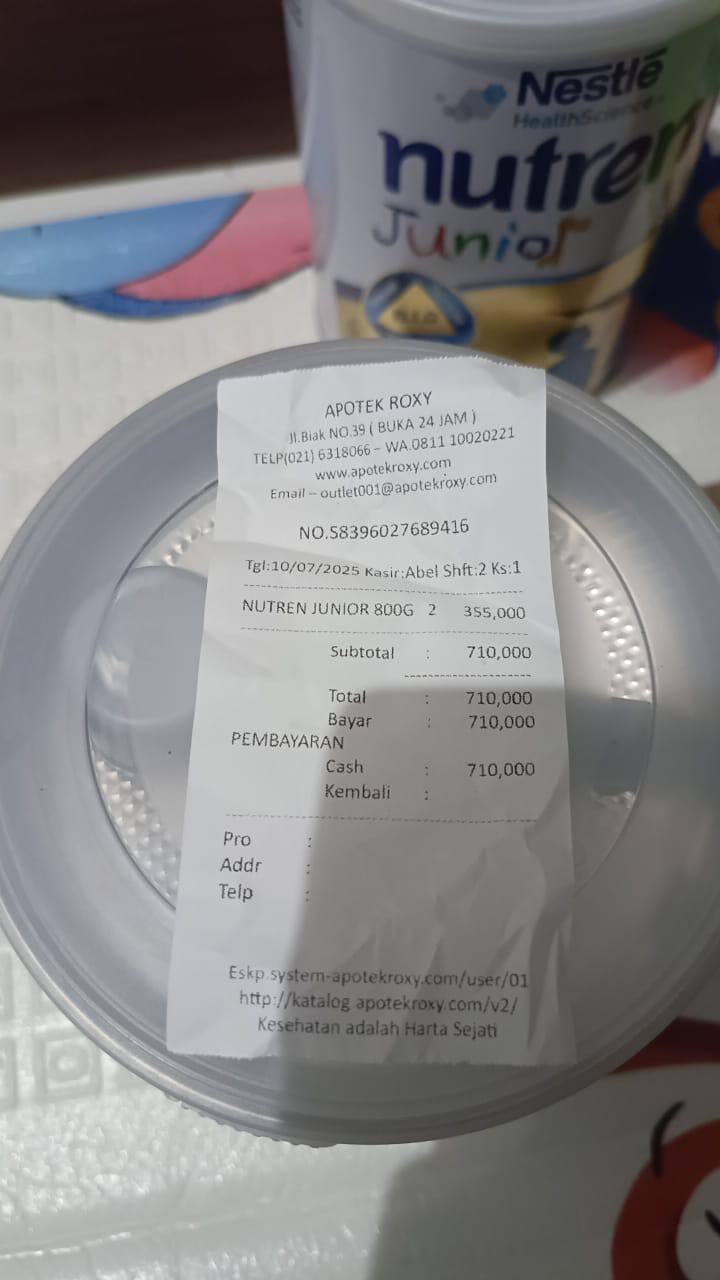 Nestlé
HealthScience
nutren
Junior
APOTEK ROXY
Jl.Biak NO.39 ( BUKA 24 JAM )
TELP(021) 6318066 – WA.0811 10020221
www.apotekroxy.com
Email – outlet001@apotekroxy.com
NO.S8396027689416
Tgl:10/07/2025 Kasir:Abel Shft:2 Ks:1
NUTREN JUNIOR 800G 2 355,000
Subtotal : 710,000
Total : 710,000
Bayar : 710,000
PEMBAYARAN
Cash : 710,000
Kembali :
Pro :
Addr :
Telp :
Eskp.system-apotekroxy.com/user/01
http://katalog apotekroxy.com/v2/
Kesehatan adalah Harta Sejati